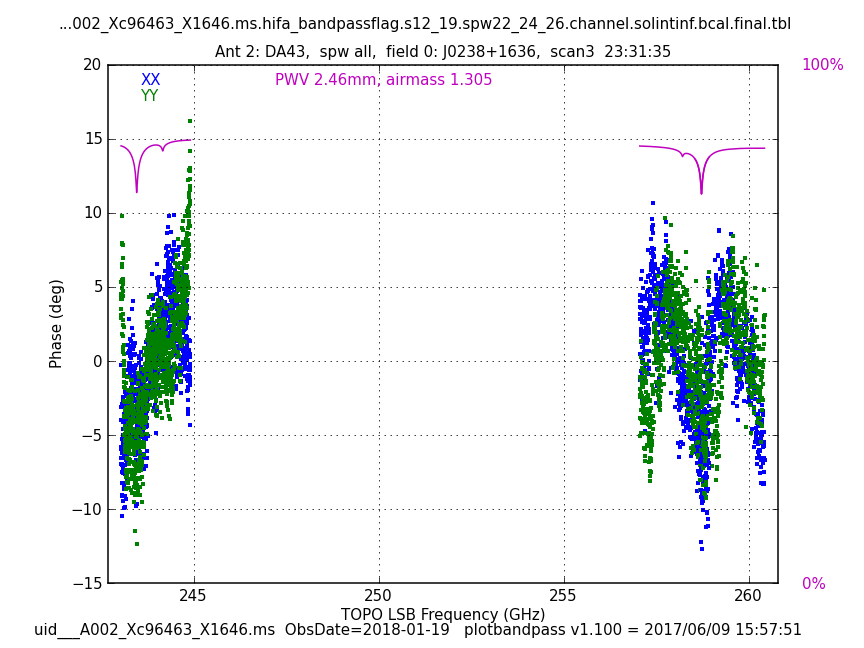 ...002_Xc96463_X1646.ms.hifa_bandpassflag.s12_19.spw22_24_26.channel.solintinf.bcal.final.tbl
Ant 2: DA43,  spw all,  field 0: J0238+1636,  scan3  23:31:35
20
100%
XX
PWV 2.46mm, airmass 1.305
YY
15
10
5
Phase (deg)
0
−5
−10
−15
0%
245
250
255
260
TOPO LSB Frequency (GHz)
uid___A002_Xc96463_X1646.ms  ObsDate=2018-01-19   plotbandpass v1.100 = 2017/06/09 15:57:51